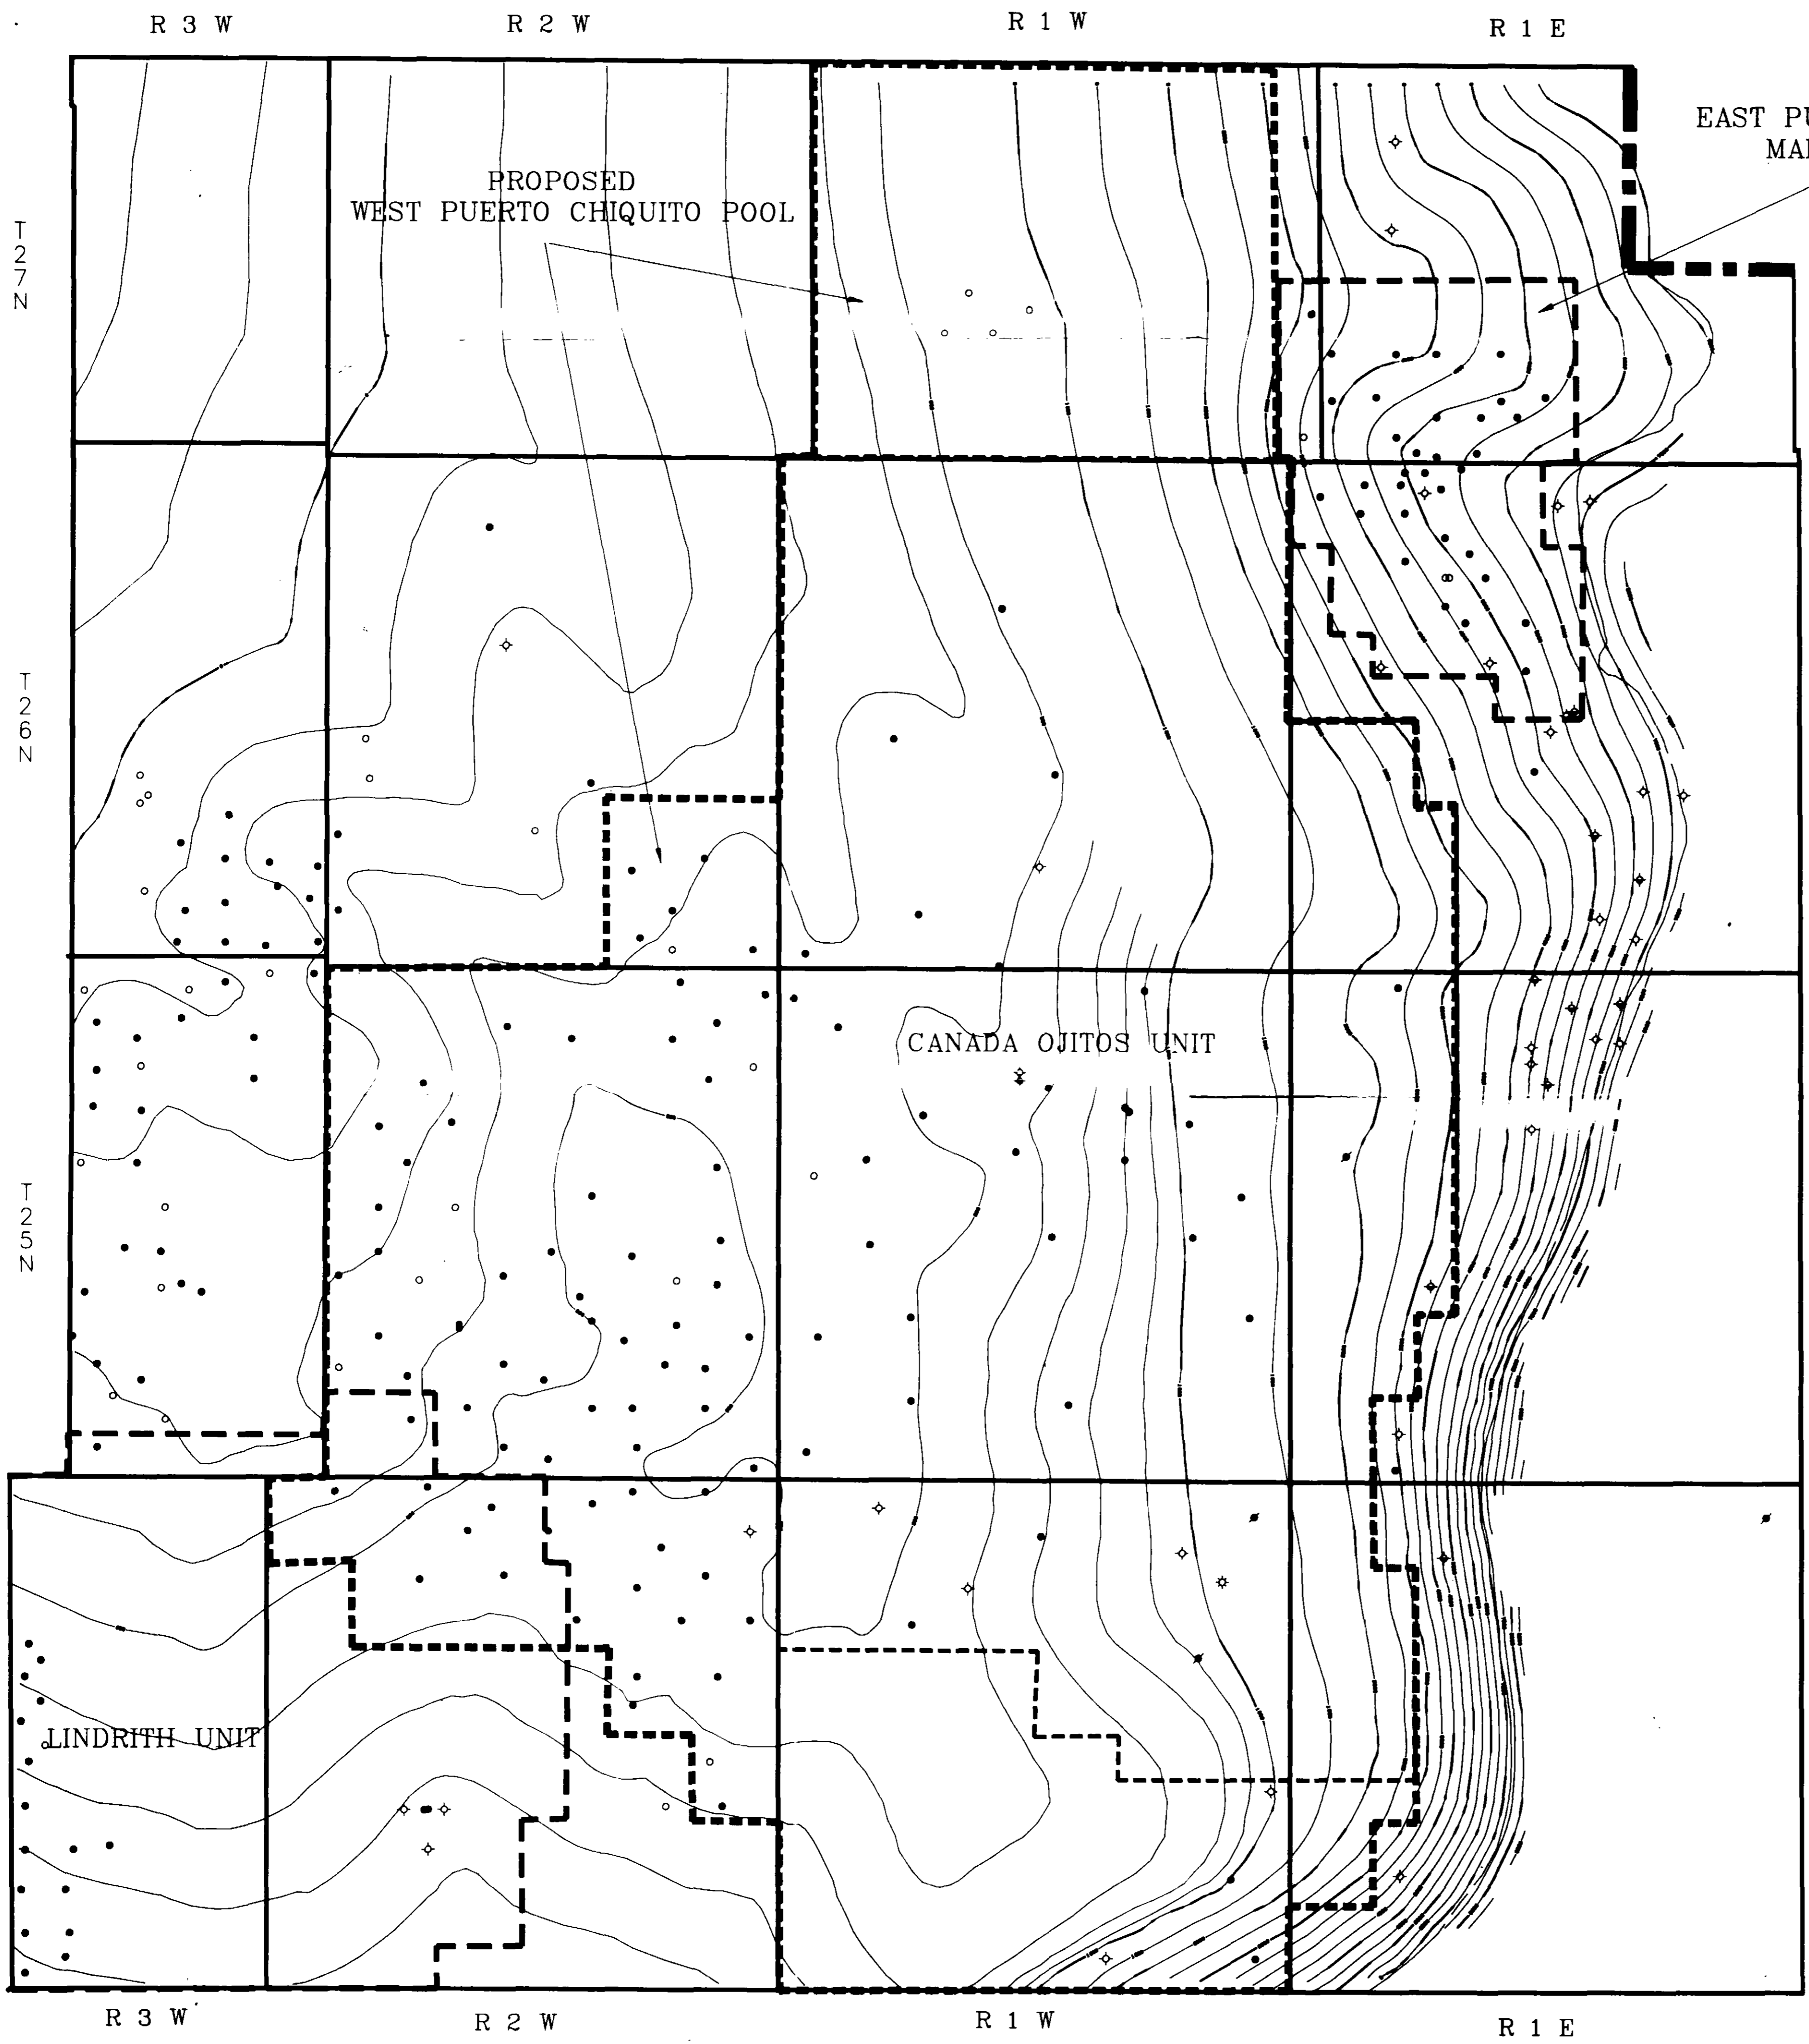 R 3 W
R 2 W
R 1 W
R 1 E
EAST PU
MAN
PROPOSED
WEST PUERTO CHIQUITO POOL
T
2
7
N
T
2
6
N
CANADA OJITOS UNIT
T
2
5
N
LINDRITH UNIT
R 3 W
R 2 W
R 1 W
R 1 E